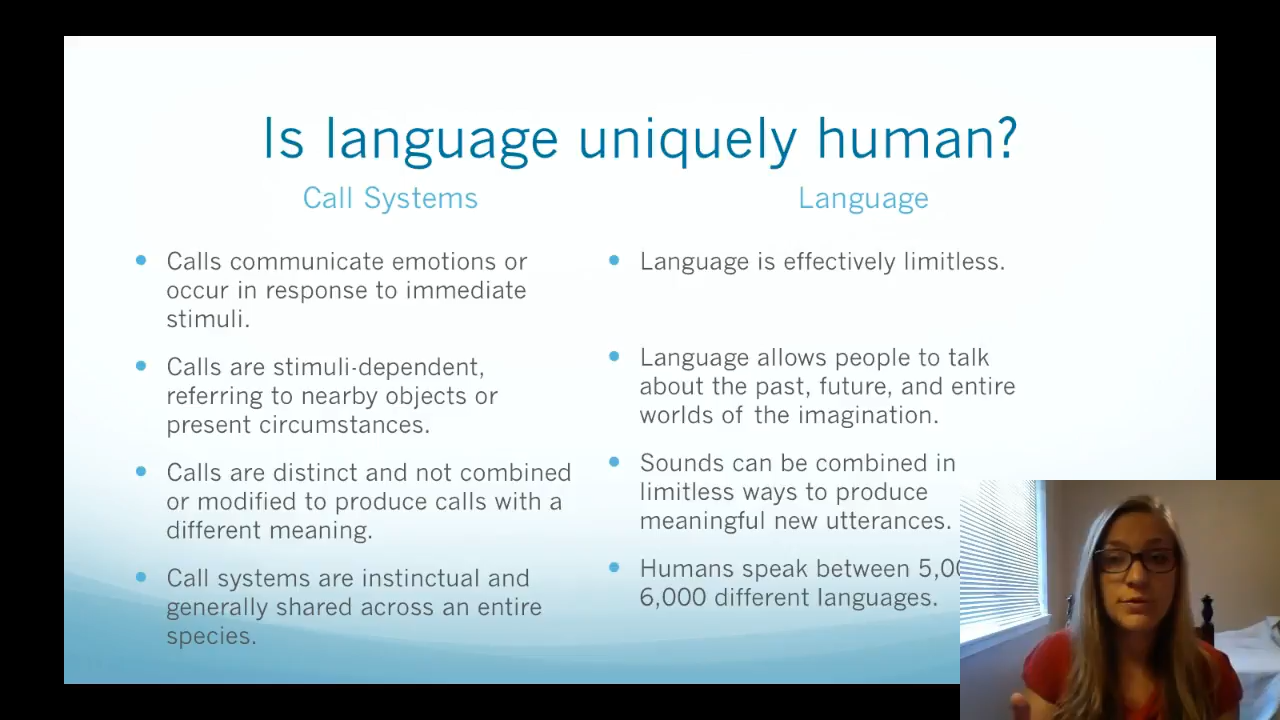 Is language uniquely human?
Call Systems
Calls communicate emotions or
occur in response to immediate
stimuli.
Calls are stimuli-dependent,
referring to nearby objects or
present circumstances.
Calls are distinct and not combined
or modified to produce calls with a
different meaning.
Call systems are instinctual and
generally shared across an entire
species.
Language
Language is effectively limitless.
Language allows people to talk
about the past, future, and entire
worlds of the imagination.
Sounds can be combined in
limitless ways to produce
meaningful new utterances.
Humans speak between
6,000 different languages.